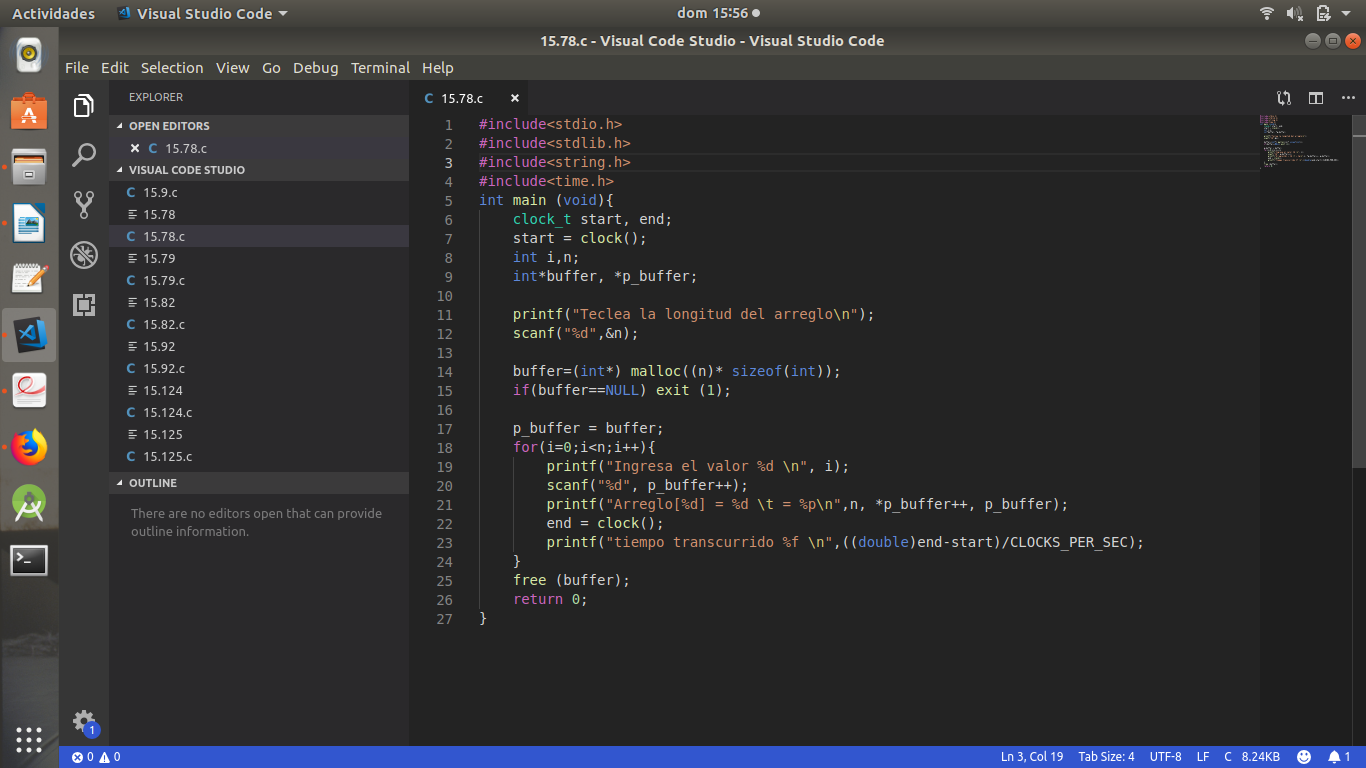 Actividades Visual Studio Code dom 15:56
15.78.c - Visual Code Studio - Visual Studio Code
File Edit Selection View Go Debug Terminal Help
EXPLORER
OPEN EDITORS
C 15.78.c
VISUAL CODE STUDIO
C 15.9.c
15.78
C 15.78.c
15.79
C 15.79.c
15.82
C 15.82.c
15.92
C 15.92.c
15.124
C 15.124.c
15.125
C 15.125.c
OUTLINE
There are no editors open that can provide
outline information.
1
C 15.78.c
1 #include<stdio.h>
2 #include<stdlib.h>
3 #include<string.h>
4 #include<time.h>
5 int main (void){
6 clock_t start, end;
7 start = clock();
8 int i,n;
9 int*buffer, *p_buffer;
10
11 printf("Teclea la longitud del arreglo\n");
12 scanf("%d",&n);
13
14 buffer=(int*) malloc((n)* sizeof(int));
15 if(buffer==NULL) exit (1);
16
17 p_buffer = buffer;
18 for(i=0;i<n;i++){
19 printf("Ingresa el valor %d \n", i);
20 scanf("%d", p_buffer++);
21 printf("Arreglo[%d] = %d \t = %p\n",n, *p_buffer++, p_buffer);
22 end = clock();
23 printf("tiempo transcurrido %f \n",((double)end-start)/CLOCKS_PER_SEC);
24 }
25 free (buffer);
26 return 0;
27 }
0 0 Ln 3, Col 19 Tab Size: 4 UTF-8 LF C 8.24KB 1